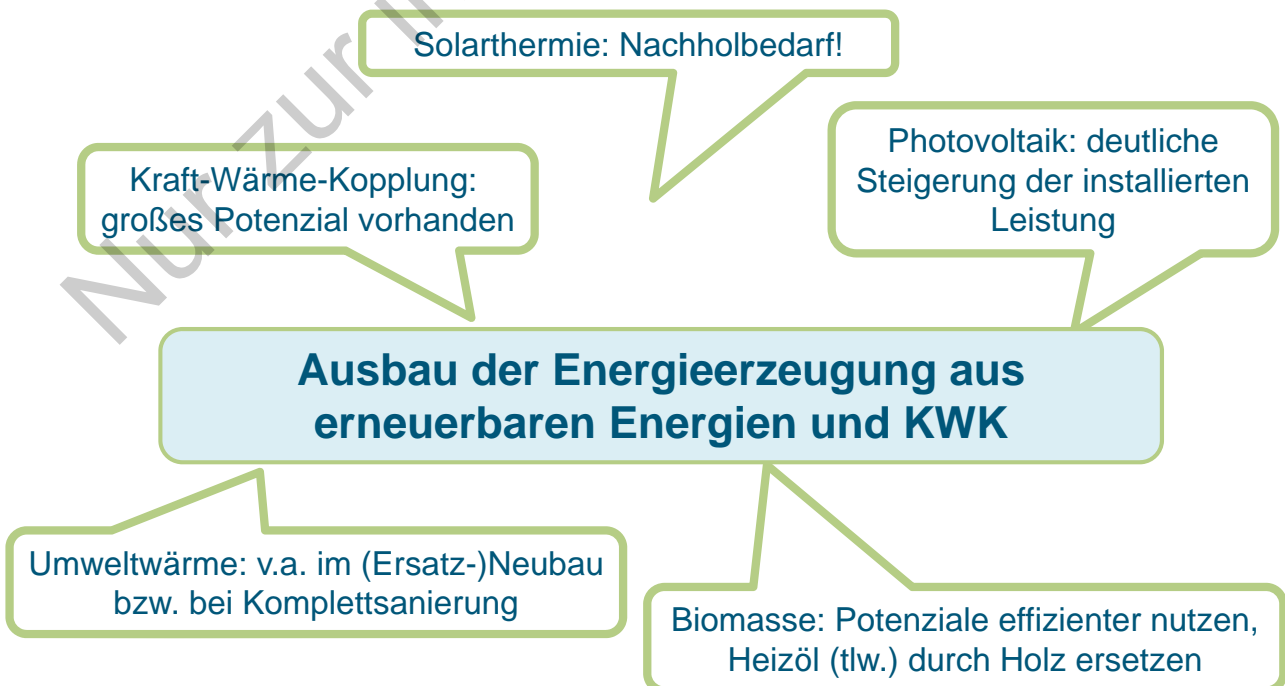 Solarthermie: Nachholbedarf!
Kraft-Wärme-Kopplung:
großes Potenzial vorhanden
Photovoltaik: deutliche
Steigerung der installierten
Leistung
Ausbau der Energieerzeugung aus
erneuerbaren Energien und KWK
Umweltwärme: v.a. im (Ersatz-)Neubau
bzw. bei Komplettsanierung
Biomasse: Potenziale effizienter nutzen,
Heizöl (tlw.) durch Holz ersetzen
Nur zur